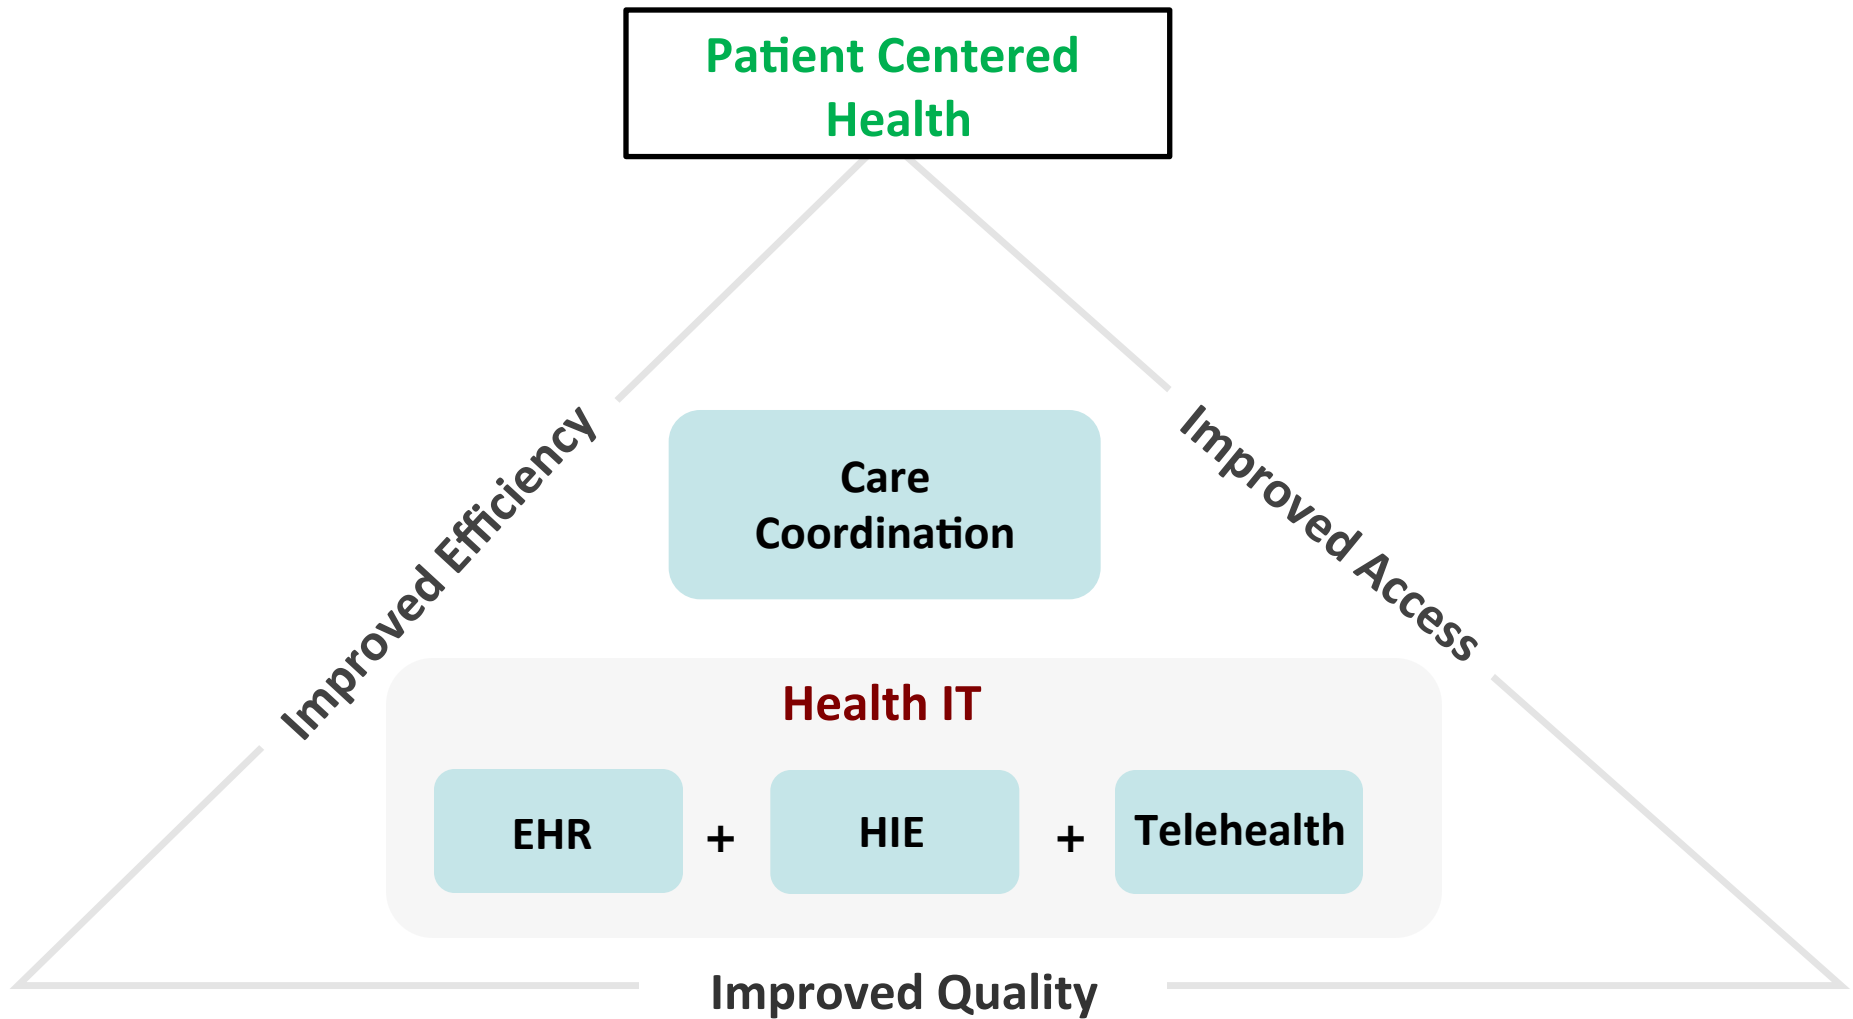 Patient Centered
Health
Improved Efficiency
Improved Access
Care
Coordination
Health IT
EHR + HIE + Telehealth
Improved Quality